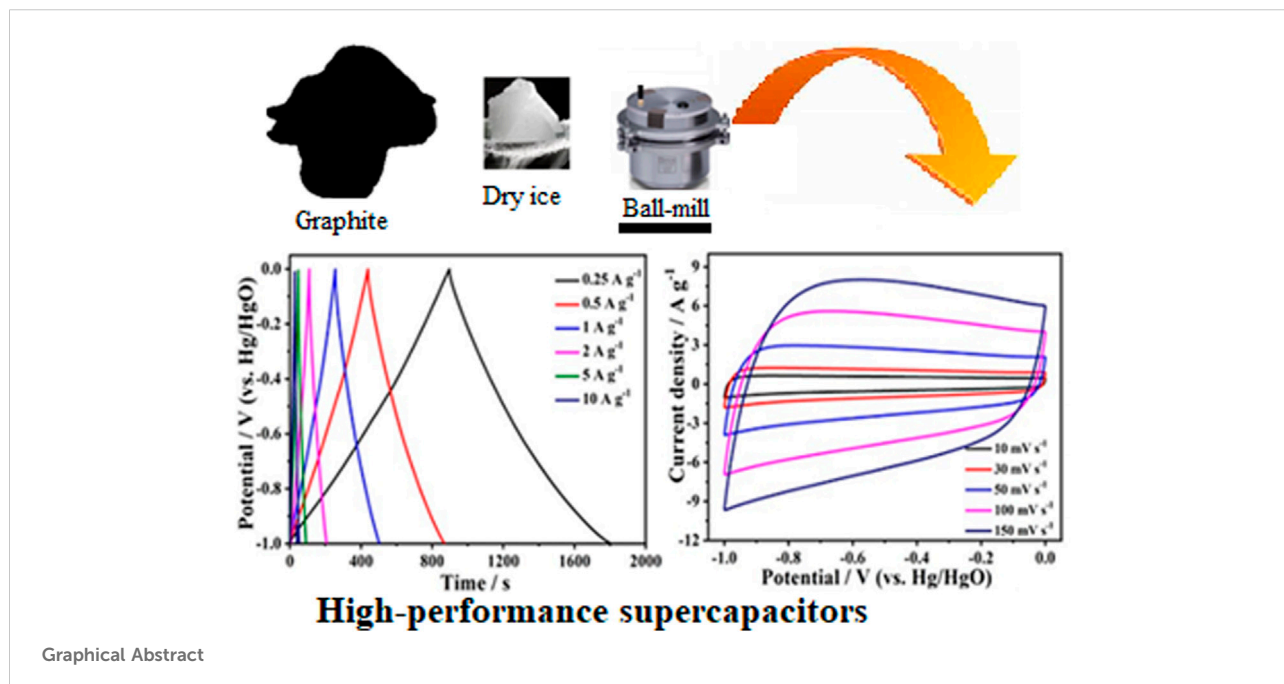 Graphite
Dry ice
Ball-mill
Potential / V (vs. Hg/HgO)
0.0
-0.2
-0.4
-0.6
-0.8
-1.0
0.25 A g⁻¹
0.5 A g⁻¹
1 A g⁻¹
2 A g⁻¹
5 A g⁻¹
10 A g⁻¹
0 400 800 1200 1600 2000
Time / s
Current density / A g⁻¹
9
6
3
0
-3
-6
-9
-12
10 mV s⁻¹
30 mV s⁻¹
50 mV s⁻¹
100 mV s⁻¹
150 mV s⁻¹
-1.0 -0.8 -0.6 -0.4 -0.2 0.0
Potential / V (vs. Hg/HgO)
High-performance supercapacitors
Graphical Abstract